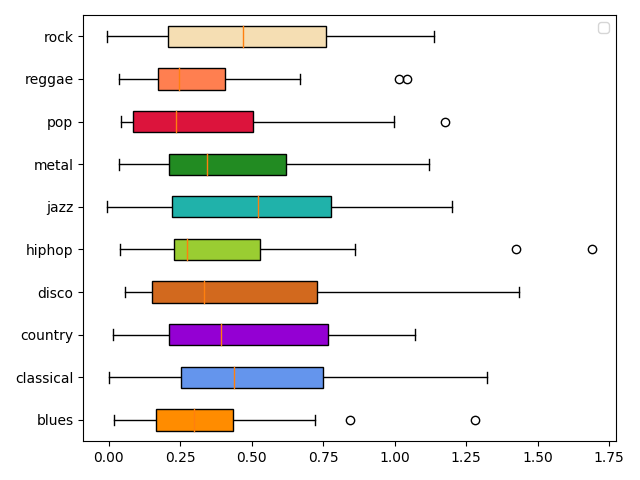 rock
reggae
pop
metal
jazz
hiphop
disco
country
classical
blues
0.00 0.25 0.50 0.75 1.00 1.25 1.50 1.75